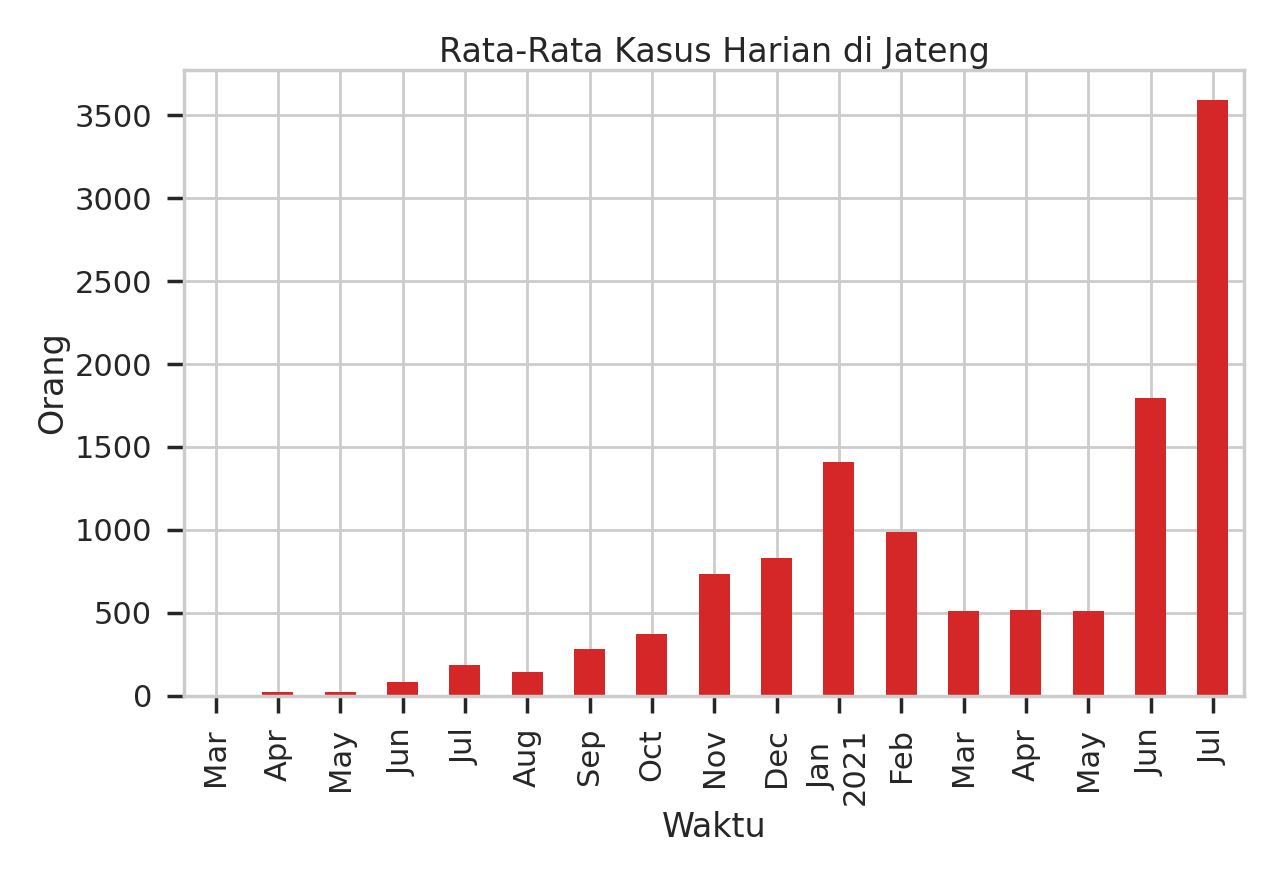 Rata-Rata Kasus Harian di Jateng
3500
3000
2500
2000
1500
1000
500
0
Orang
Mar
Apr
May
Jun
Jul
Aug
Sep
Oct
Nov
Dec
Jan
2021
Feb
Mar
Apr
May
Jun
Jul
Waktu